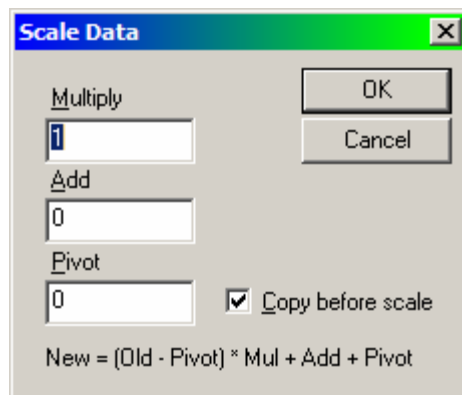 Scale Data
Multiply
OK
1
Cancel
Add
0
Pivot
0
Copy before scale
New = (Old - Pivot) * Mul + Add + Pivot